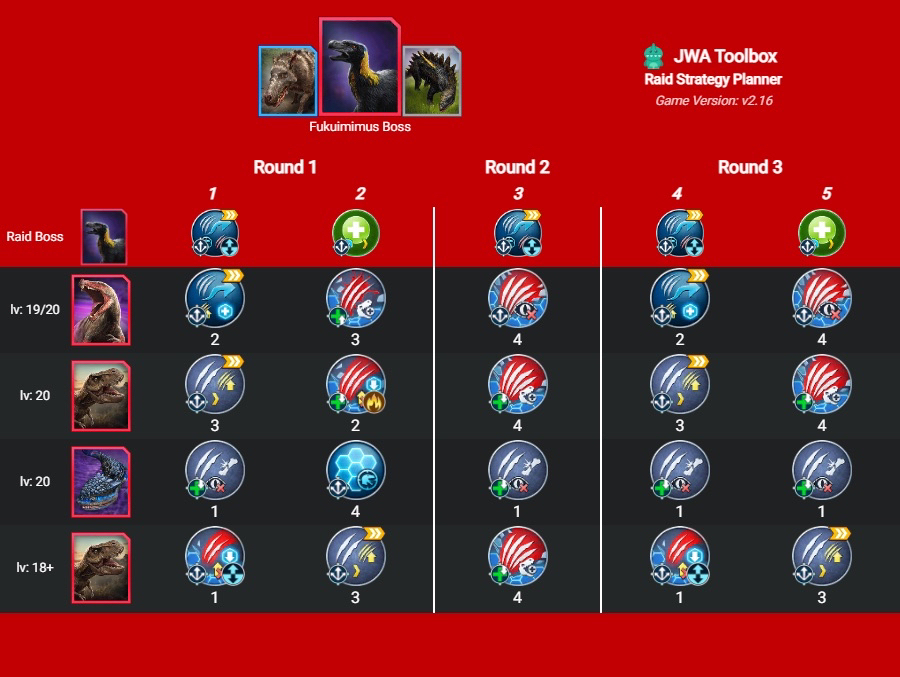 JWA Toolbox
Raid Strategy Planner
Game Version: v2.16
Fukuimimus Boss
Round 1 Round 2 Round 3
1 2 3 4 5
Raid Boss
lv: 19/20
2 3 4 2 4
lv: 20
3 2 4 3 4
lv: 20
1 4 1 1 1
lv: 18+
1 3 4 1 3